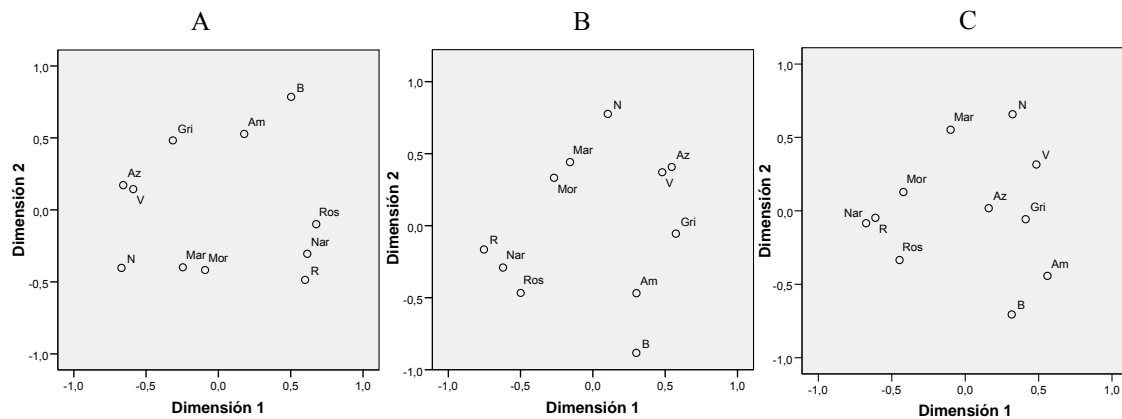 A
1,0
0,5
0,0
-0,5
-1,0
Dimensión 2
B
Am
Gri
Az
V
Ros
Nar
R
N
Mar
Mor
-1,0 -0,5 0,0 0,5 1,0
Dimensión 1
B
1,0
0,5
0,0
-0,5
-1,0
Dimensión 2
N
Mar
Mor
Az
V
Gri
R
Nar
Ros
Am
B
-1,0 -0,5 0,0 0,5 1,0
Dimensión 1
C
1,0
0,5
0,0
-0,5
-1,0
Dimensión 2
N
Mar
V
Mor
Az
Gri
Nar
R
Ros
Am
B
-1,0 -0,5 0,0 0,5 1,0
Dimensión 1